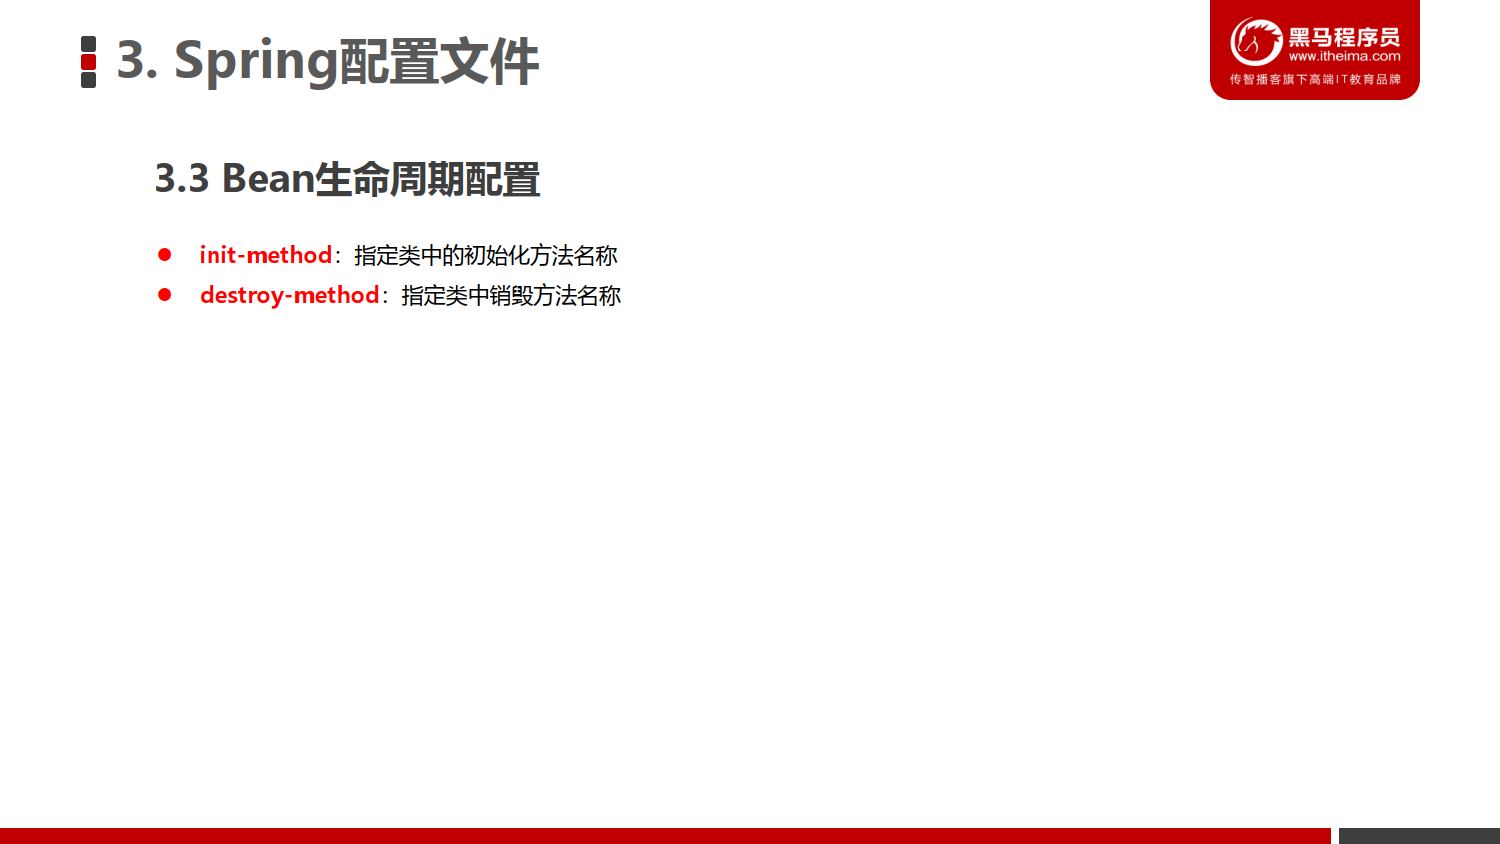 3. Spring配置文件
黑马程序员
www.itheima.com
传智播客旗下高端IT教育品牌
3.3 Bean生命周期配置
init-method：指定类中的初始化方法名称
destroy-method：指定类中销毁方法名称